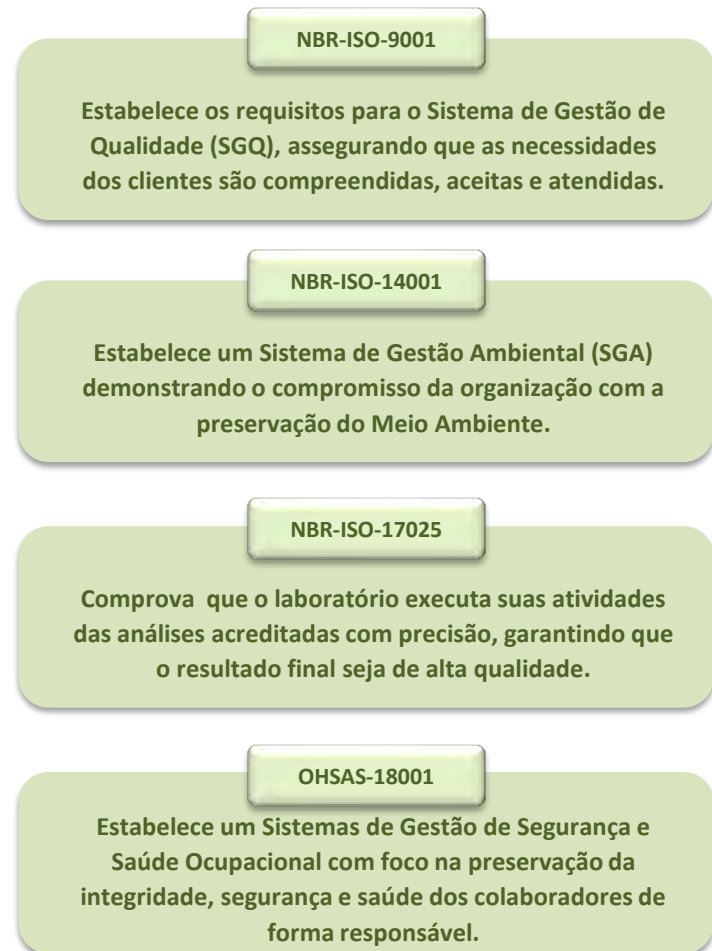 NBR-ISO-9001
Estabelece os requisitos para o Sistema de Gestão de
Qualidade (SGQ), assegurando que as necessidades
dos clientes são compreendidas, aceitas e atendidas.
NBR-ISO-14001
Estabelece um Sistema de Gestão Ambiental (SGA)
demonstrando o compromisso da organização com a
preservação do Meio Ambiente.
NBR-ISO-17025
Comprova  que o laboratório executa suas atividades
das análises acreditadas com precisão, garantindo que
o resultado final seja de alta qualidade.
OHSAS-18001
Estabelece um Sistemas de Gestão de Segurança e
Saúde Ocupacional com foco na preservação da
integridade, segurança e saúde dos colaboradores de
forma responsável.